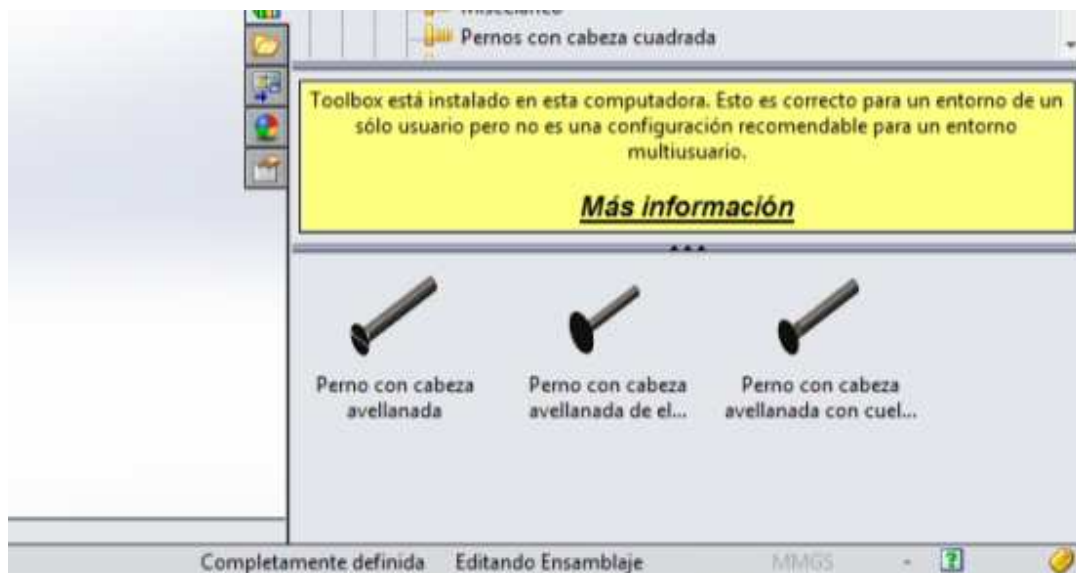 Misceláneo
Pernos con cabeza cuadrada
Toolbox está instalado en esta computadora. Esto es correcto para un entorno de un
sólo usuario pero no es una configuración recomendable para un entorno
multiusuario.
Más información
Perno con cabeza
avellanada
Perno con cabeza
avellanada de el...
Perno con cabeza
avellanada con cuel...
Completamente definida
Editando Ensamblaje
MMGS
-
?